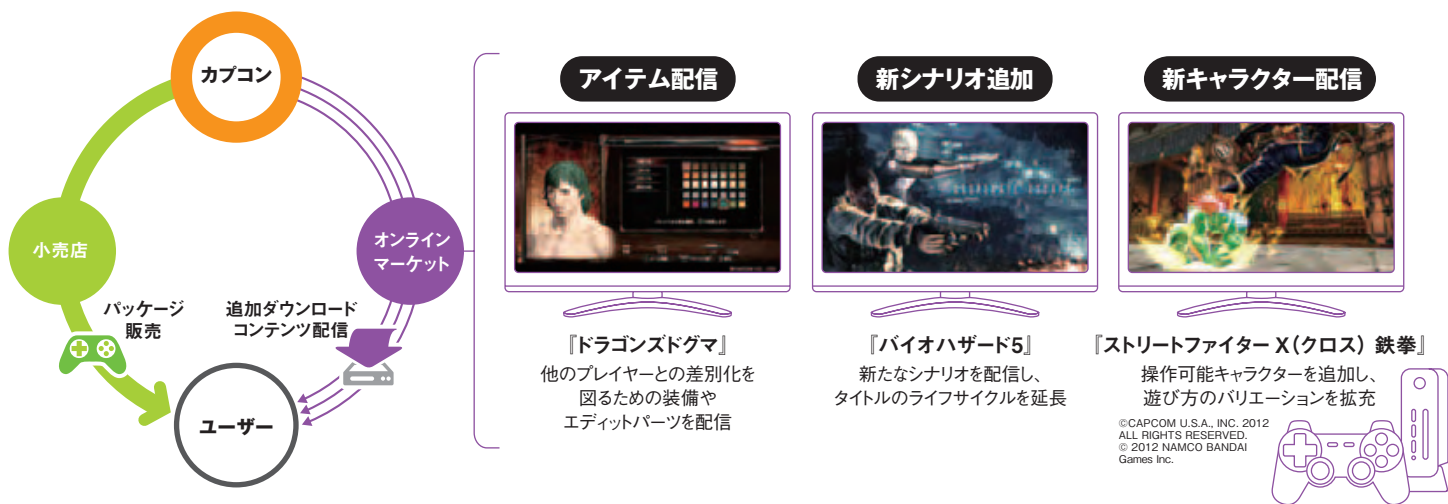 カプコン
小売店
オンライン
マーケット
パッケージ
販売
追加ダウンロード
コンテンツ配信
ユーザー
アイテム配信
『ドラゴンズドグマ』
他のプレイヤーとの差別化を
図るための装備や
エディットパーツを配信
新シナリオ追加
『バイオハザード5』
新たなシナリオを配信し、
タイトルのライフサイクルを延長
新キャラクター配信
『ストリートファイター X（クロス） 鉄拳』
操作可能キャラクターを追加し、
遊び方のバリエーションを拡充
©CAPCOM U.S.A., INC. 2012
ALL RIGHTS RESERVED.
© 2012 NAMCO BANDAI
Games Inc.